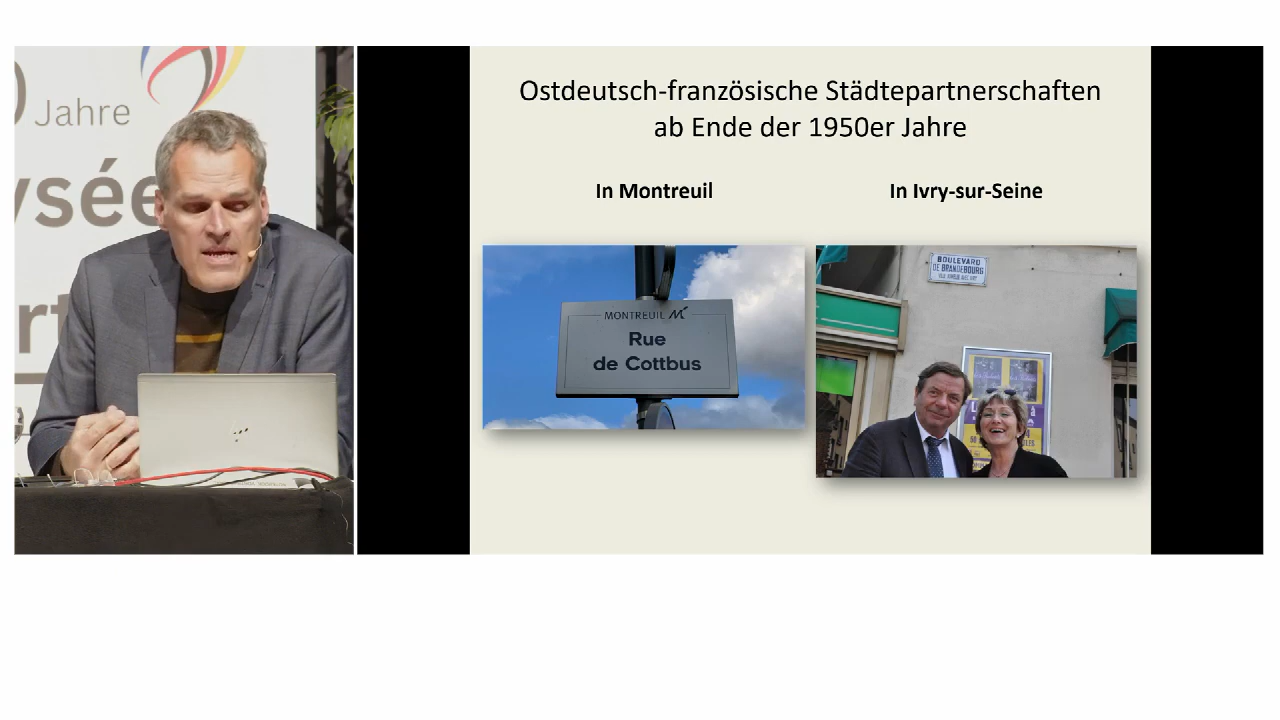 Jahre
Ostdeutsch-französische Städtepartnerschaften
ab Ende der 1950er Jahre
In Montreuil
In Ivry-sur-Seine
MONTREUIL
Rue
de Cottbus
BOULEVARD
DE BRANDEBOURG